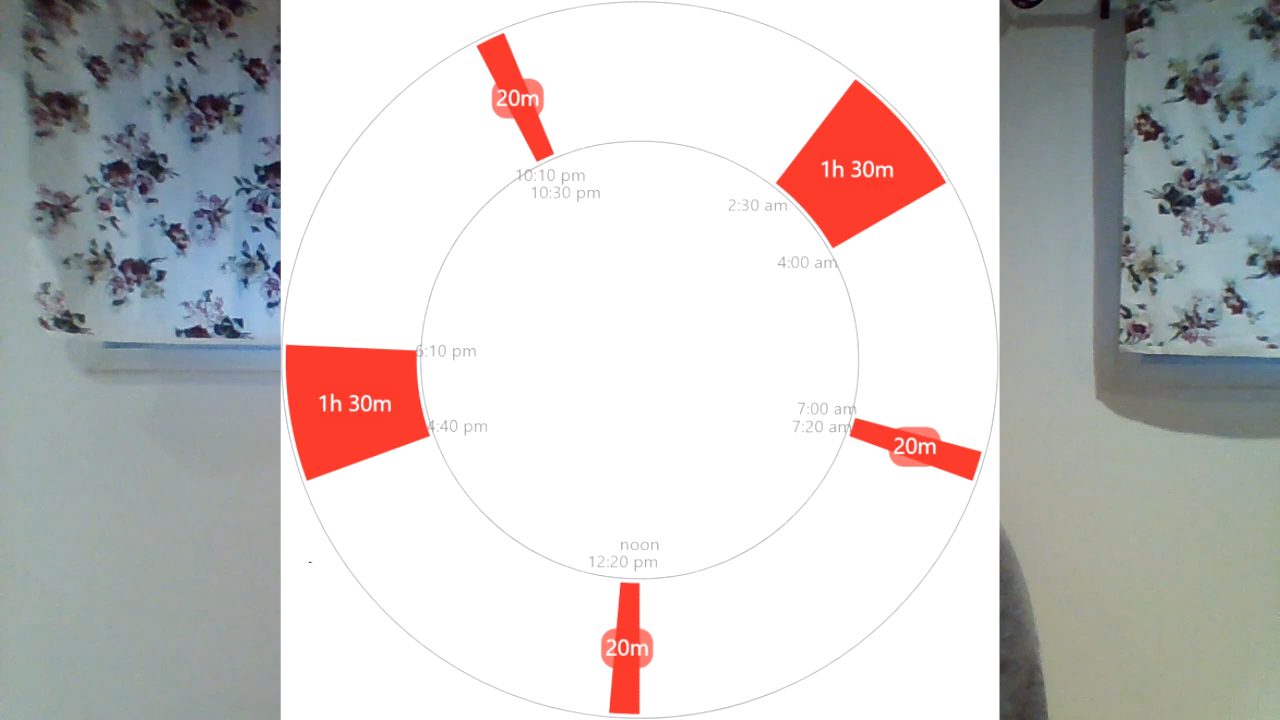 20m
10:10 pm
10:30 pm
1h 30m
2:30 am
4:00 am
6:10 pm
1h 30m
4:40 pm
7:00 am
7:20 am
20m
noon
12:20 pm
20m